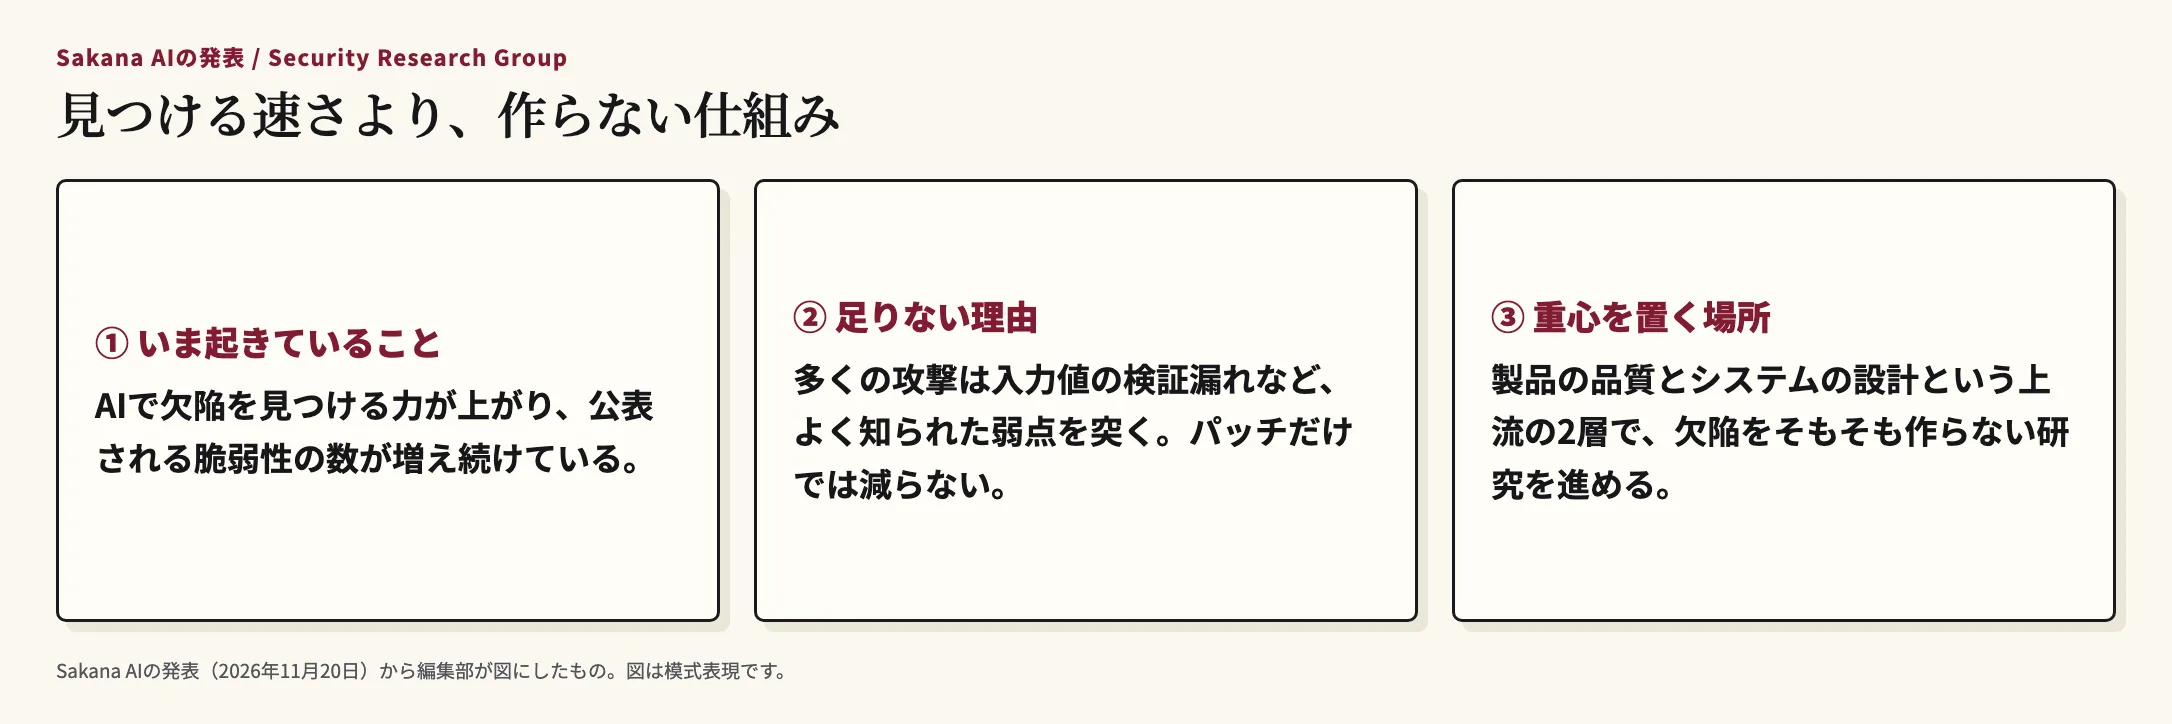 Sakana AIの発表 / Security Research Group
見つける速さより、作らない仕組み
① いま起きていること
AIで欠陥を見つける力が上がり、公表
される脆弱性の数が増え続けている。
② 足りない理由
多くの攻撃は入力値の検証漏れなど、
よく知られた弱点を突く。パッチだけ
では減らない。
③ 重心を置く場所
製品の品質とシステムの設計という上
流の2層で、欠陥をそもそも作らない研
究を進める。
Sakana AIの発表（2026年11月20日）から編集部が図にしたもの。図は模式表現です。